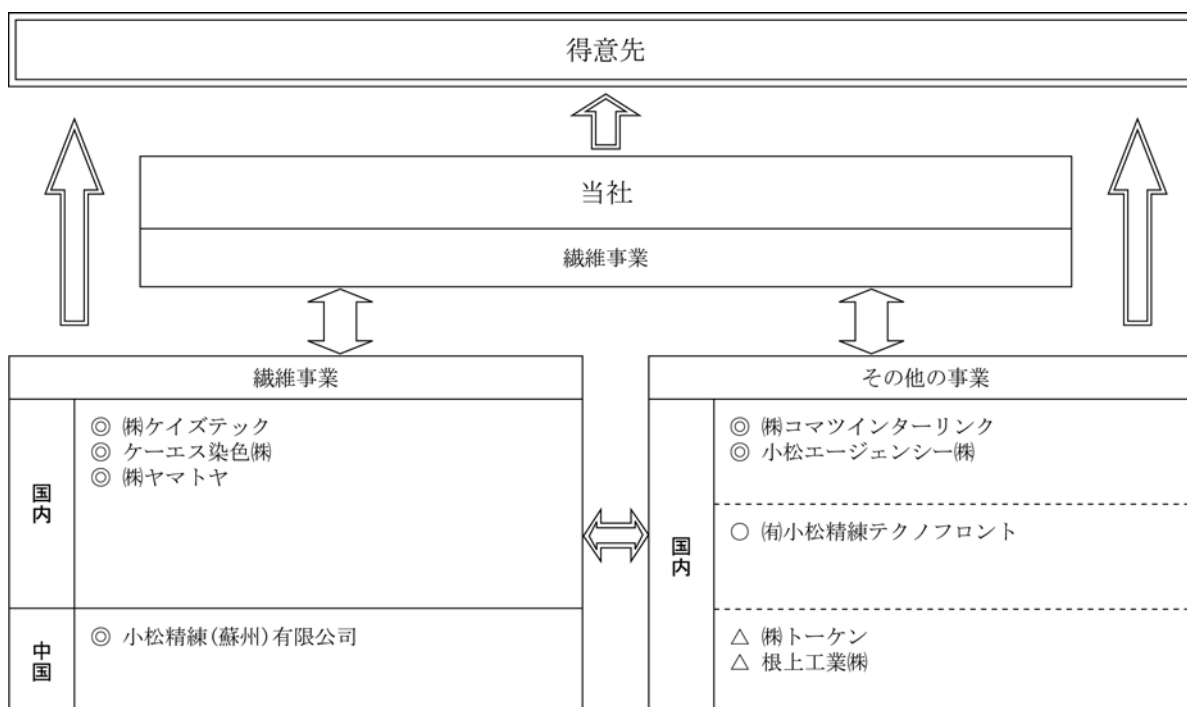 得意先
当社
繊維事業
繊維事業
国内
◎ ㈱ケイズテック
◎ ケーエス染色㈱
◎ ㈱ヤマトヤ
中国
◎ 小松精練(蘇州)有限公司
その他の事業
国内
◎ ㈱コマツインターリンク
◎ 小松エージェンシー㈱
○ ㈲小松精練テクノフロント
△ ㈱トーケン
△ 根上工業㈱